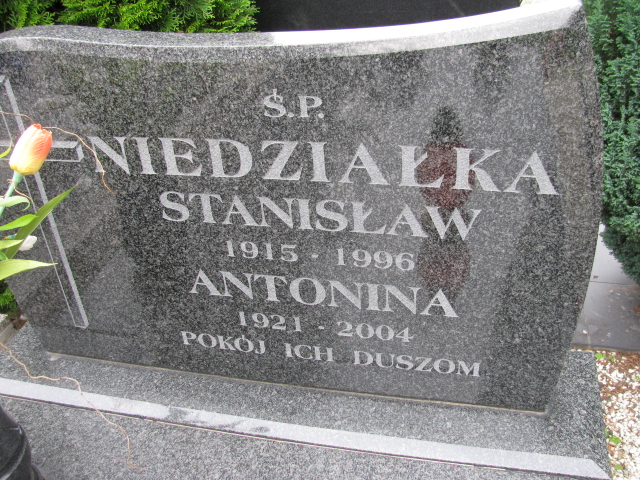 Ś.P.
NIEDZIAŁKA
STANISŁAW
1915 - 1996
ANTONINA
1921 - 2004
POKÓJ ICH DUSZOM